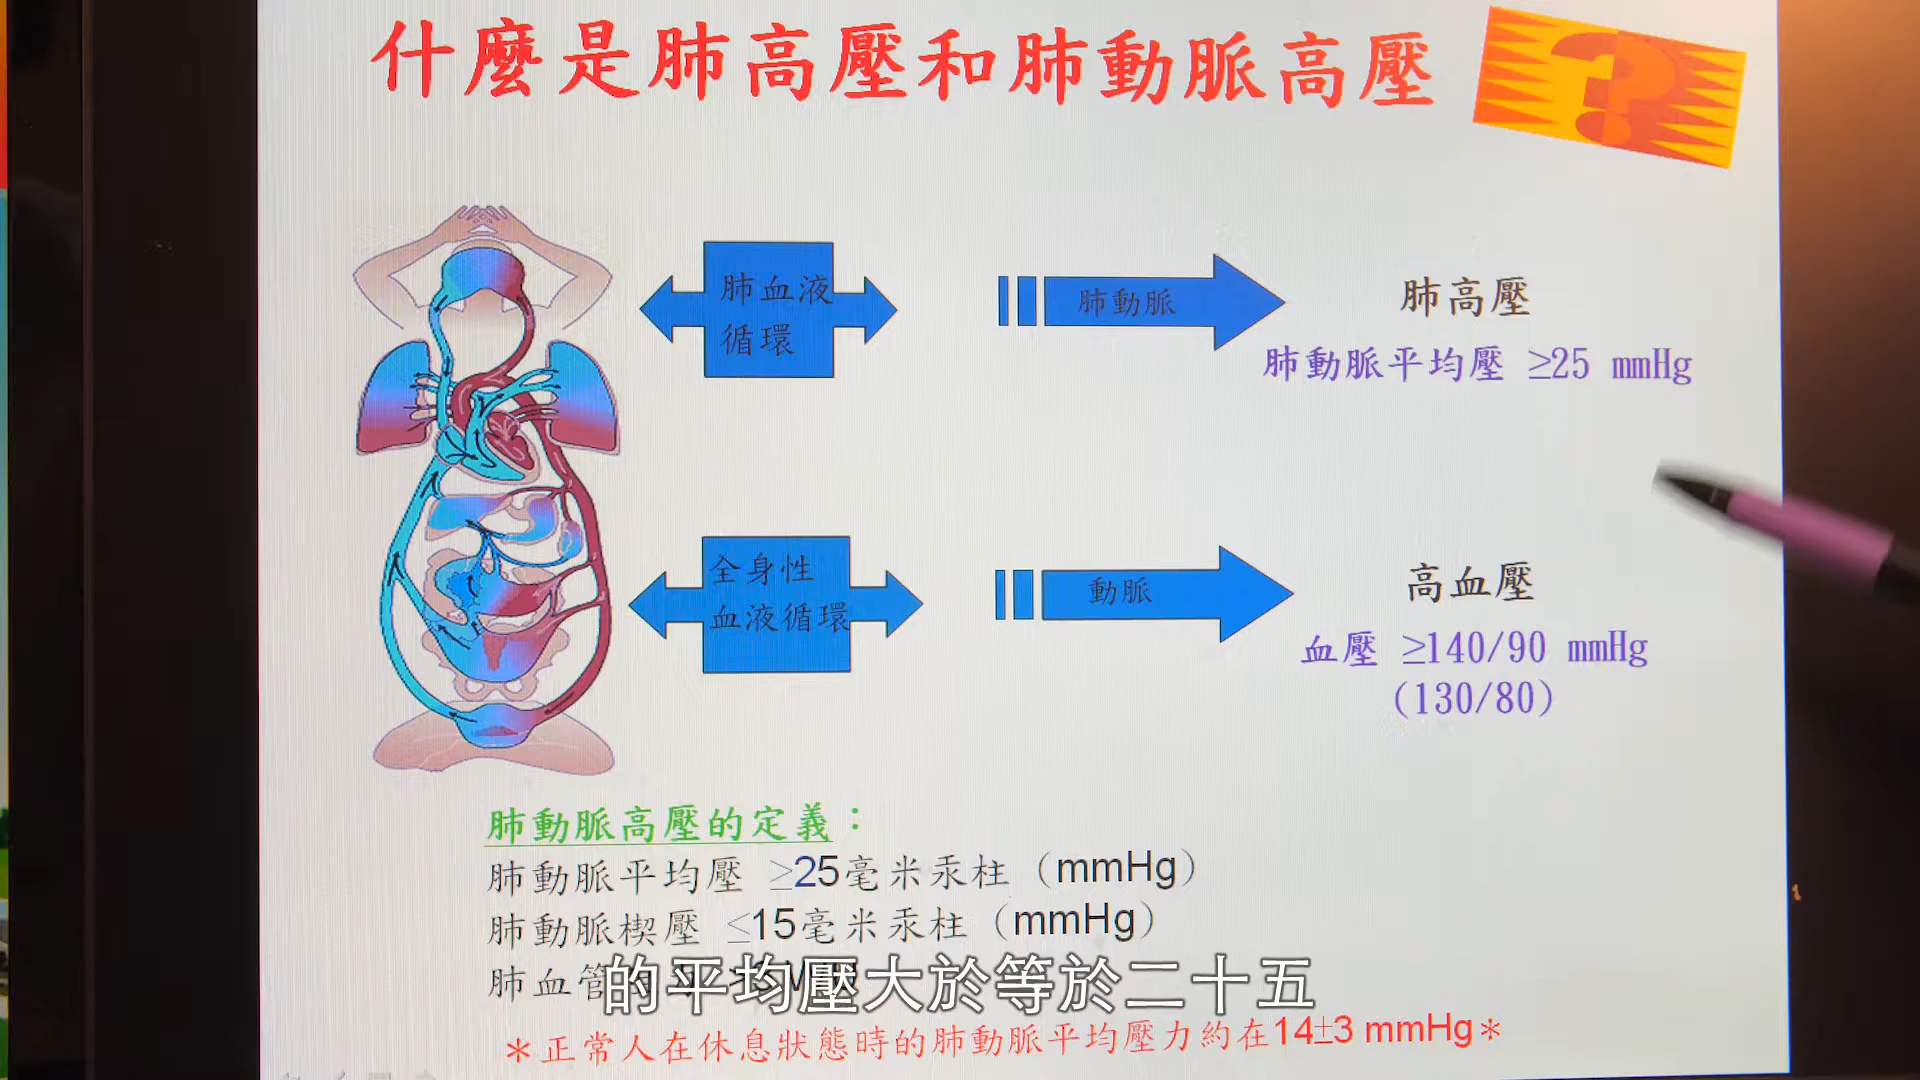 什麼是肺高壓和肺動脈高壓
?
肺血液
循環
肺動脈
肺高壓
肺動脈平均壓 ≥25 mmHg
全身性
血液循環
動脈
高血壓
血壓 ≥140/90 mmHg
(130/80)
肺動脈高壓的定義：
肺動脈平均壓 ≥25毫米汞柱（mmHg）
肺動脈楔壓 ≤15毫米汞柱（mmHg）
肺血管
的平均壓大於等於二十五
＊正常人在休息狀態時的肺動脈平均壓力約在14±3 mmHg＊